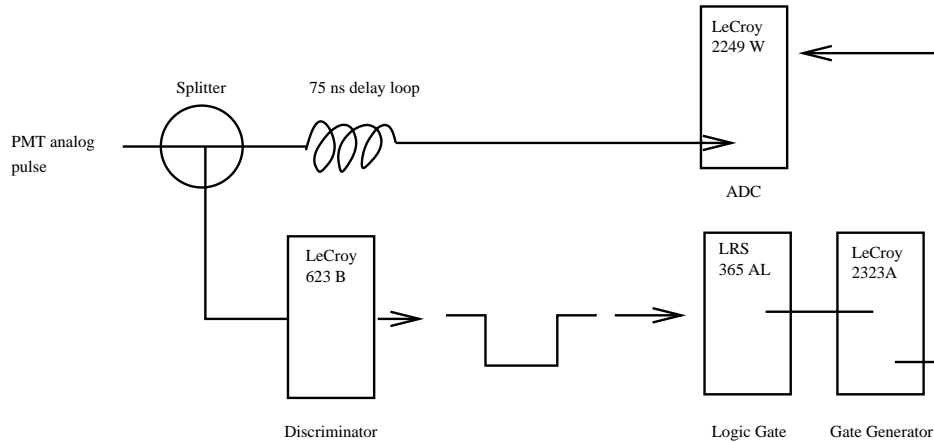 LeCroy
2249 W
Splitter
75 ns delay loop
PMT analog
pulse
ADC
LeCroy
623 B
LRS
365 AL
LeCroy
2323A
Discriminator
Logic Gate
Gate Generator